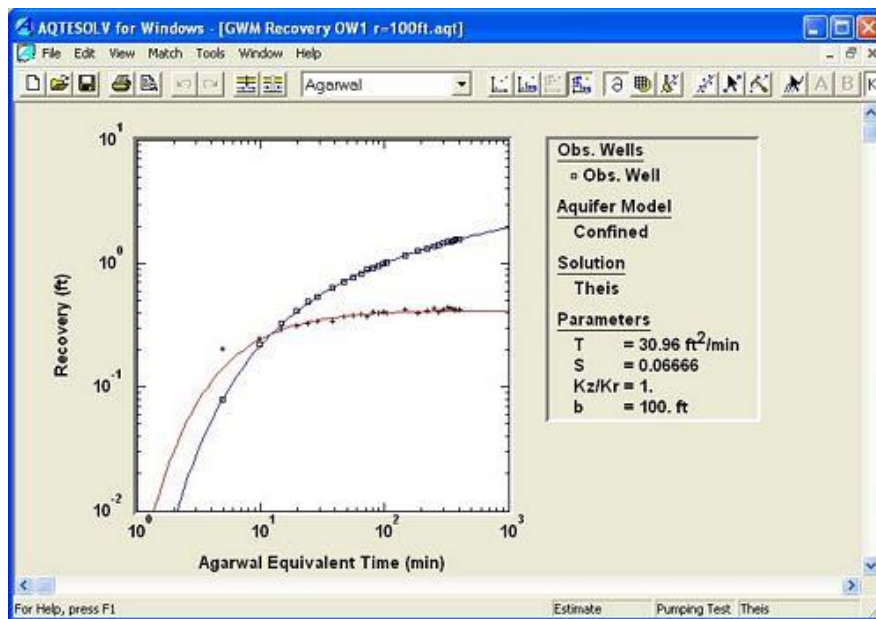 AQTESOLV for Windows - [GWM Recovery OW1 r=100ft.aqt]
File Edit View Match Tools Window Help
Agarwal
A B K
10^1
10^0
10^-1
10^-2
Recovery (ft)
10^0 10^1 10^2 10^3
Agarwal Equivalent Time (min)
Obs. Wells
Obs. Well
Aquifer Model
Confined
Solution
Theis
Parameters
T = 30.96 ft^2/min
S = 0.06666
Kz/Kr = 1.
b = 100. ft
For Help, press F1 Estimate Pumping Test Theis